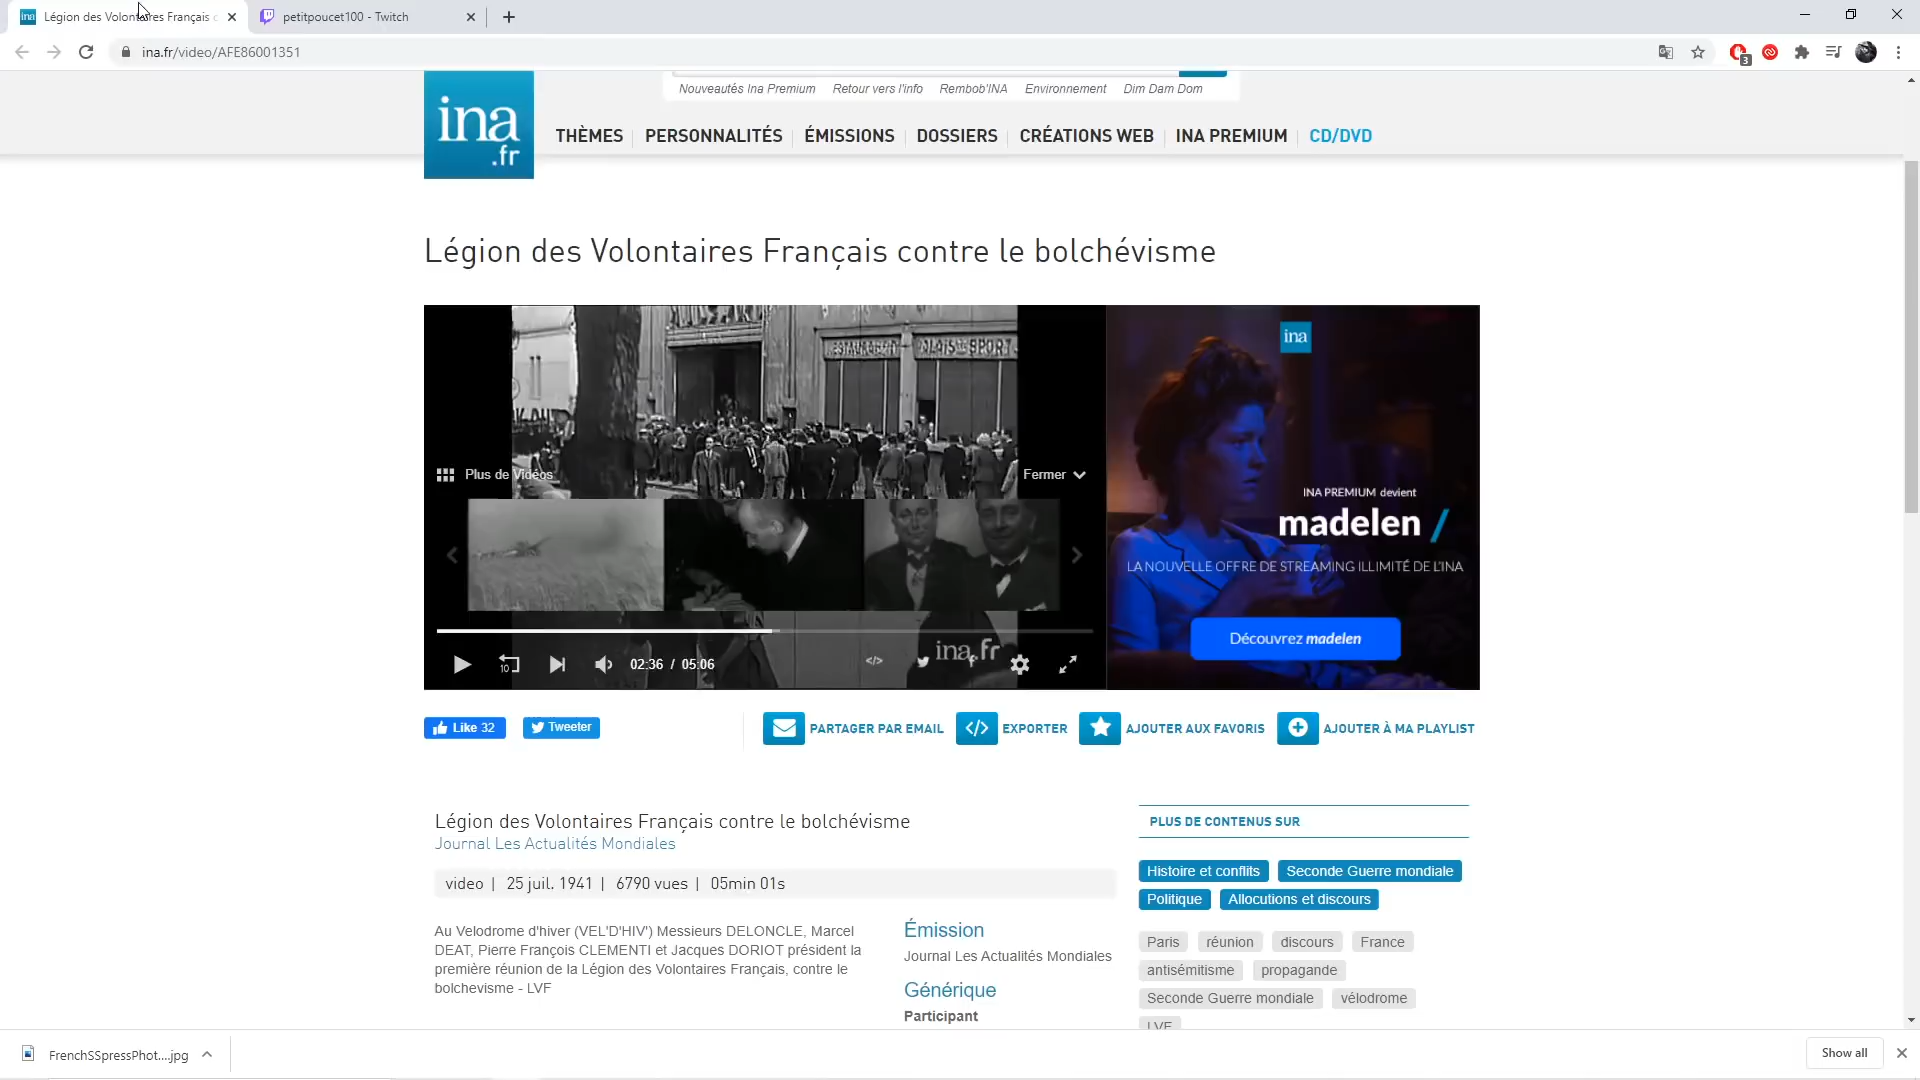 Légion des Volontaires Français c
petitpoucet100 - Twitch
ina.fr/video/AFE86001351
3
Nouveautés Ina Premium
Retour vers l'info
Rembob'INA
Environnement
Dim Dam Dom
ina
.fr
THÈMES
PERSONNALITÉS
ÉMISSIONS
DOSSIERS
CRÉATIONS WEB
INA PREMIUM
CD/DVD
Légion des Volontaires Français contre le bolchévisme
Plus de Vidéos
Fermer
02:36 / 05:06
ina.fr
ina
INA PREMIUM devient
madelen /
LA NOUVELLE OFFRE DE STREAMING ILLIMITÉ DE L'INA
Découvrez madelen
Like 32
Tweeter
PARTAGER PAR EMAIL
EXPORTER
AJOUTER AUX FAVORIS
AJOUTER À MA PLAYLIST
Légion des Volontaires Français contre le bolchévisme
Journal Les Actualités Mondiales
video | 25 juil. 1941 | 6790 vues | 05min 01s
Au Velodrome d'hiver (VEL'D'HIV') Messieurs DELONCLE, Marcel
DEAT, Pierre François CLEMENTI et Jacques DORIOT président la
première réunion de la Légion des Volontaires Français, contre le
bolchevisme - LVF
Émission
Journal Les Actualités Mondiales
Générique
Participant
PLUS DE CONTENUS SUR
Histoire et conflits
Seconde Guerre mondiale
Politique
Allocutions et discours
Paris
réunion
discours
France
antisémitisme
propagande
Seconde Guerre mondiale
vélodrome
LVF
FrenchSSpressPhot....jpg
Show all